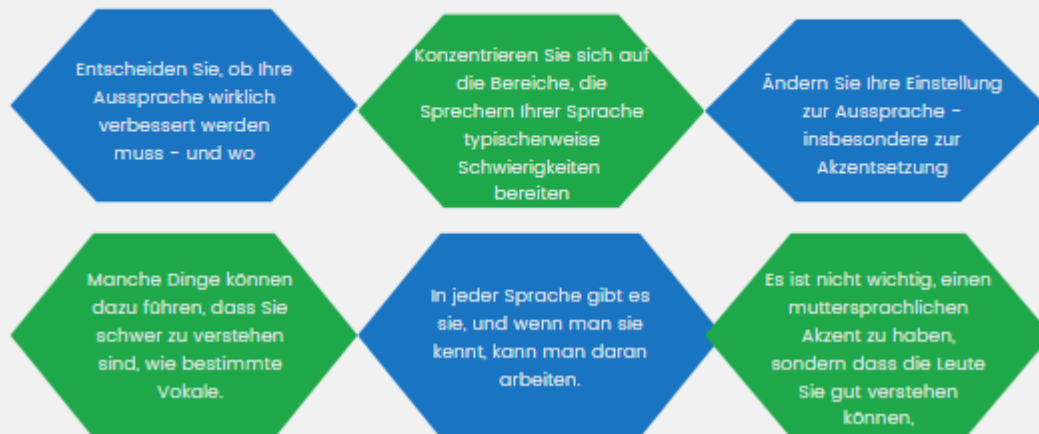 Entscheiden Sie, ob Ihre
Aussprache wirklich
verbessert werden
muss - und wo
Konzentrieren Sie sich auf
die Bereiche, die
Sprechern Ihrer Sprache
typischerweise
Schwierigkeiten
bereiten
Ändern Sie Ihre Einstellung
zur Aussprache -
insbesondere zur
Akzentsetzung
Manche Dinge können
dazu führen, dass Sie
schwer zu verstehen
sind, wie bestimmte
Vokale.
In jeder Sprache gibt es
sie, und wenn man sie
kennt, kann man daran
arbeiten.
Es ist nicht wichtig, einen
muttersprachlichen
Akzent zu haben,
sondern dass die Leute
Sie gut verstehen
können,